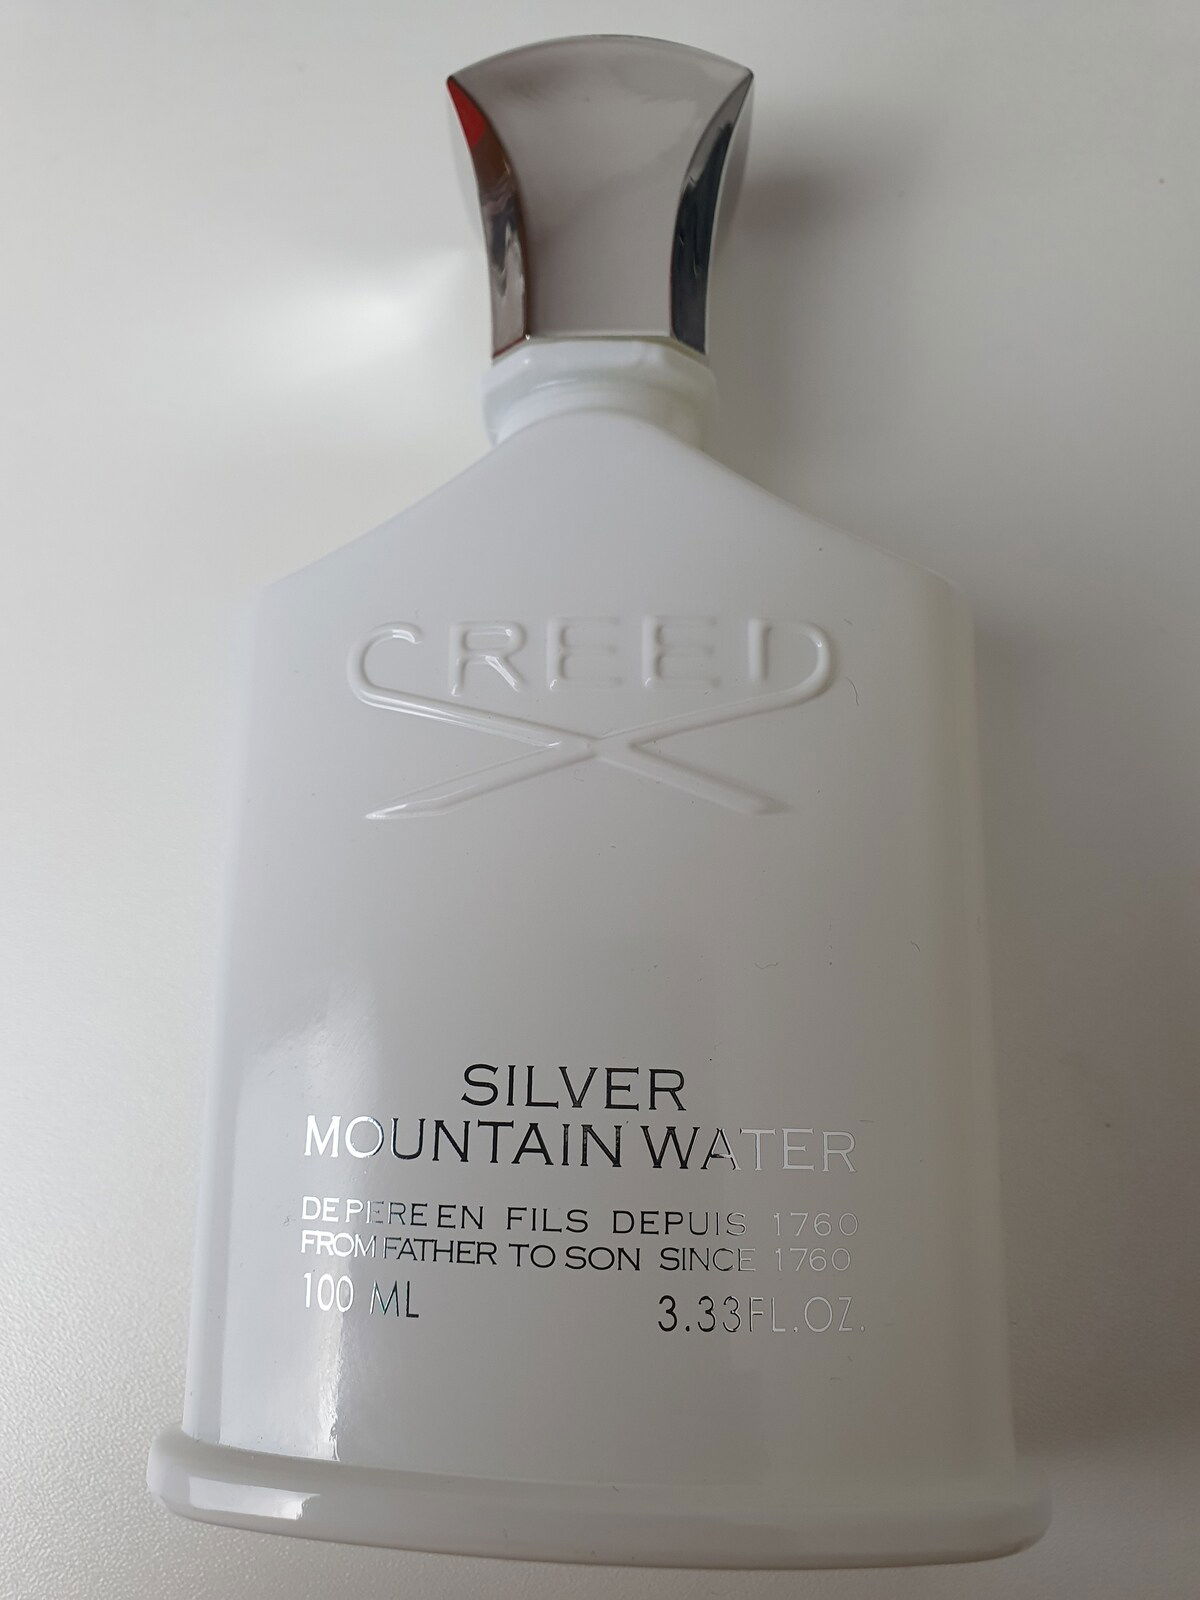 CREED
SILVER
MOUNTAIN WATER
DE PERE EN FILS DEPUIS 1760
FROM FATHER TO SON SINCE 1760
100 ML 3.33FL.OZ.